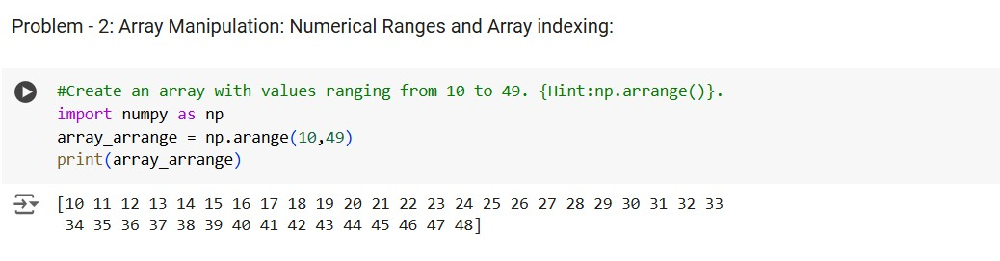 Problem - 2: Array Manipulation: Numerical Ranges and Array indexing:
#Create an array with values ranging from 10 to 49. {Hint:np.arrange()}.
import numpy as np
array_arrange = np.arange(10,49)
print(array_arrange)
[10 11 12 13 14 15 16 17 18 19 20 21 22 23 24 25 26 27 28 29 30 31 32 33
34 35 36 37 38 39 40 41 42 43 44 45 46 47 48]